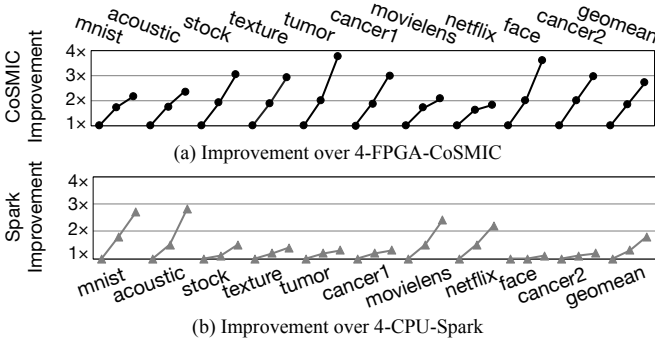 mnist
acoustic
stock
texture
tumor
cancer1
movielens
netflix
face
cancer2
geomean
CoSMIC
Improvement
4×
3×
2×
1×
(a) Improvement over 4-FPGA-CoSMIC
Spark
Improvement
4×
3×
2×
1×
mnist
acoustic
stock
texture
tumor
cancer1
movielens
netflix
face
cancer2
geomean
(b) Improvement over 4-CPU-Spark